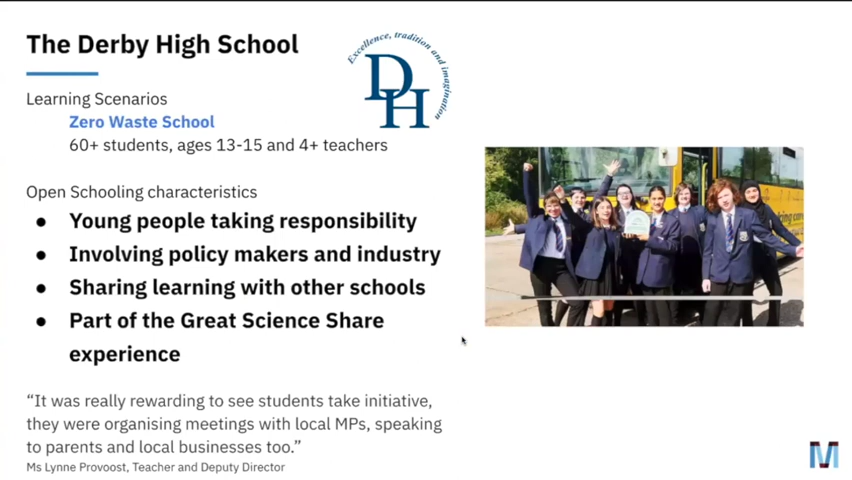 The Derby High School
Excellence, tradition and imagination
DH
Learning Scenarios
Zero Waste School
60+ students, ages 13-15 and 4+ teachers
Open Schooling characteristics
● Young people taking responsibility
● Involving policy makers and industry
● Sharing learning with other schools
● Part of the Great Science Share
experience
“It was really rewarding to see students take initiative,
they were organising meetings with local MPs, speaking
to parents and local businesses too.”
Ms Lynne Provoost, Teacher and Deputy Director
M